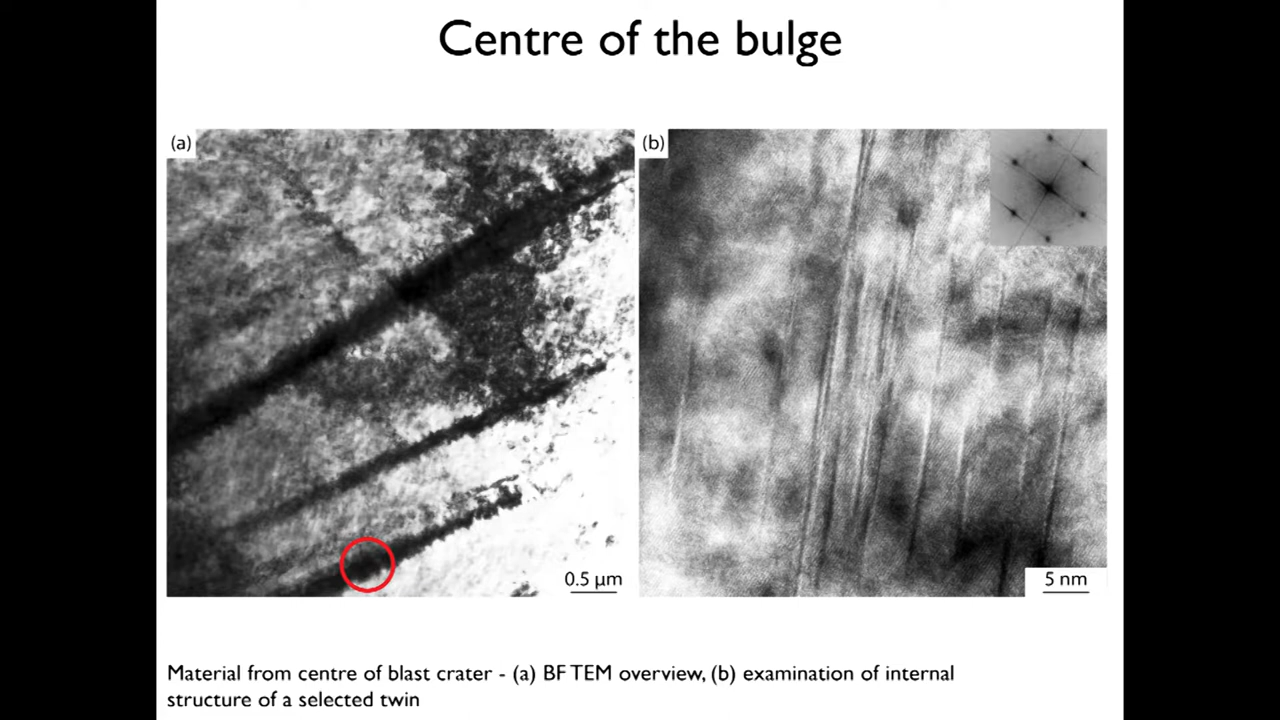 Centre of the bulge
(a)
(b)
0.5 µm
5 nm
Material from centre of blast crater - (a) BF TEM overview, (b) examination of internal
structure of a selected twin